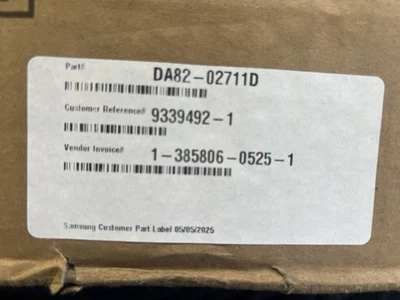 Part#
DA82-02711D
Customer Reference# 9339492-1
Vendor Invoice# 1-385806-0525-1
Samsung Customer Part Label 05/05/2025